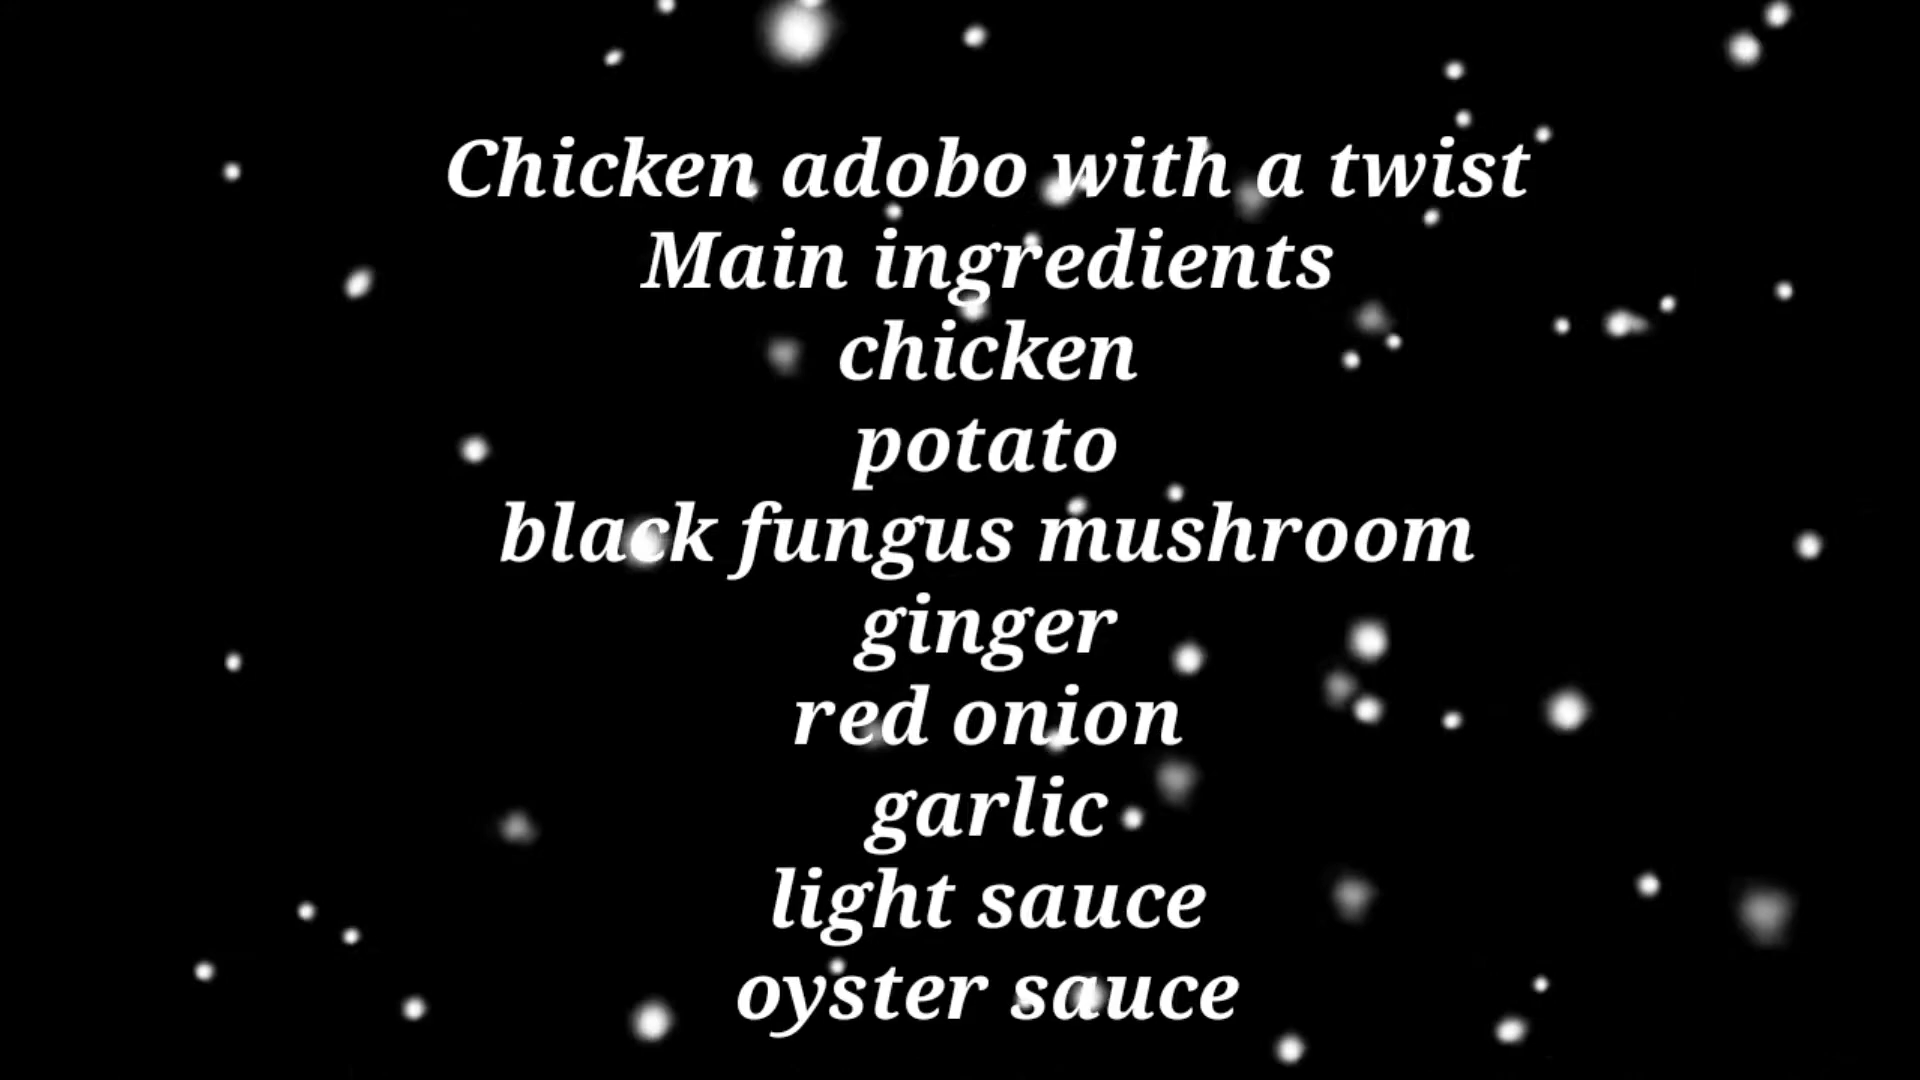 Chicken adobo with a twist
Main ingredients
chicken
potato
black fungus mushroom
ginger
red onion
garlic
light sauce
oyster sauce